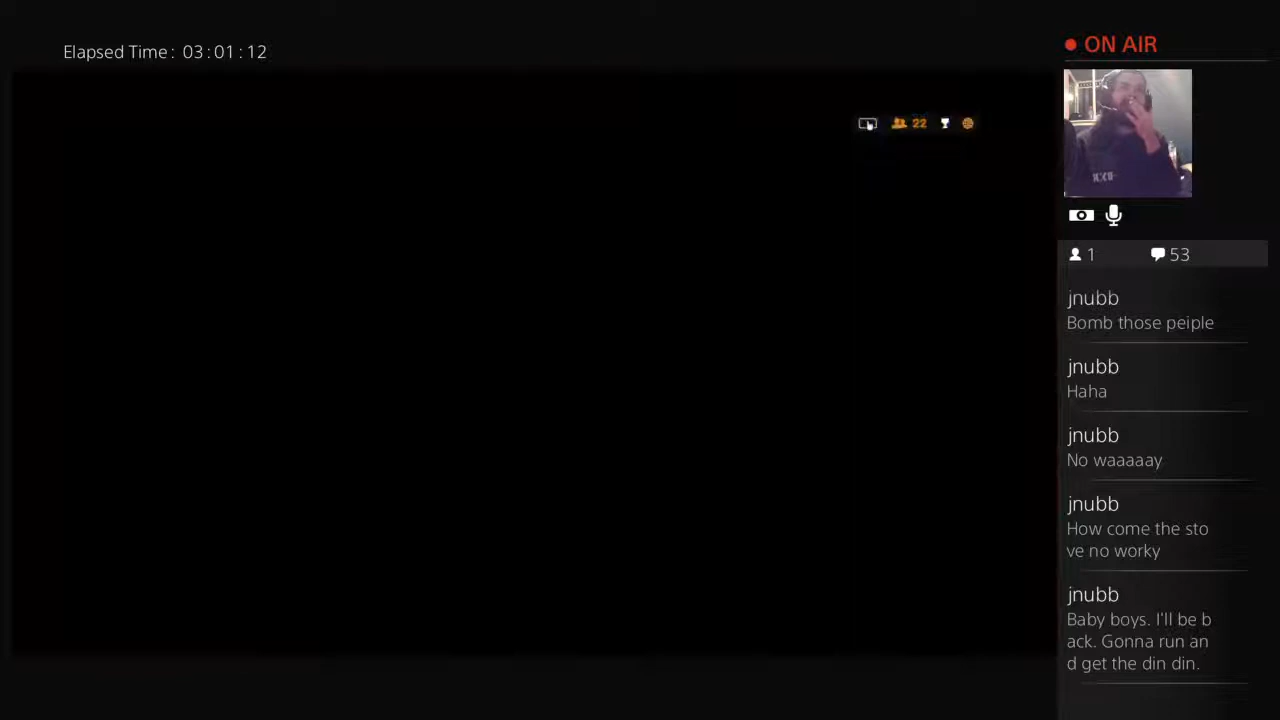 Elapsed Time: 03:01:12
ON AIR
22
1 53
jnubb
Bomb those peiple
jnubb
Haha
jnubb
No waaaaay
jnubb
How come the sto
ve no worky
jnubb
Baby boys. I'll be b
ack. Gonna run an
d get the din din.